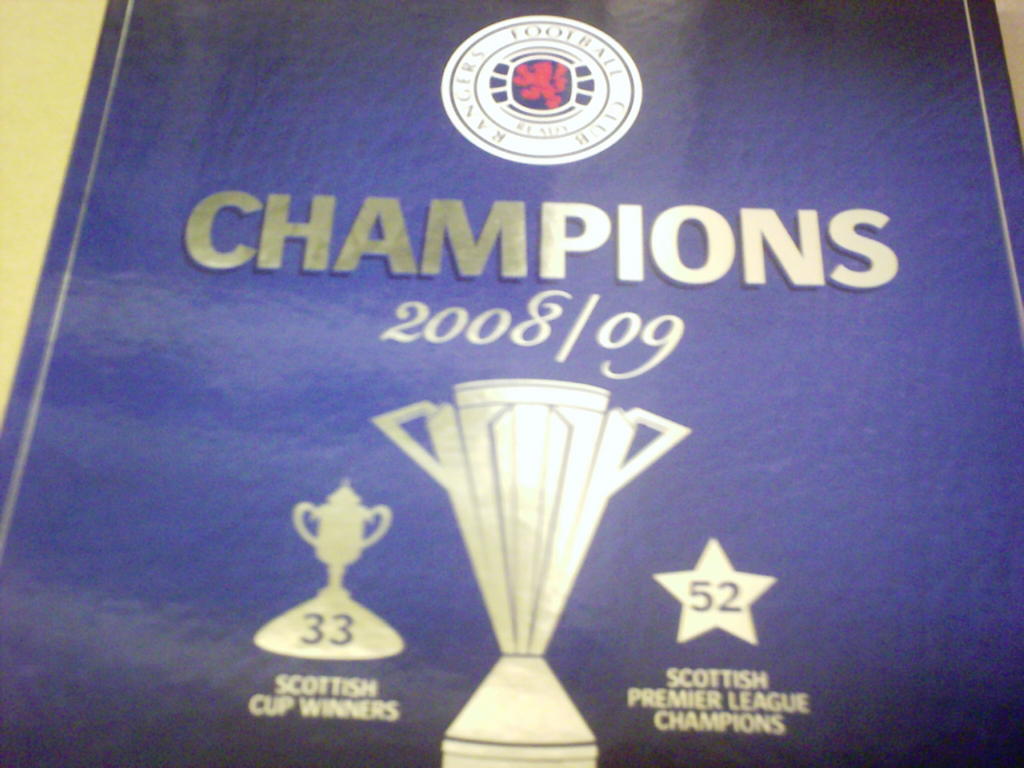 RANGERS FOOTBALL CLUB
READY
CHAMPIONS
2008/09
33
SCOTTISH
CUP WINNERS
52
SCOTTISH
PREMIER LEAGUE
CHAMPIONS